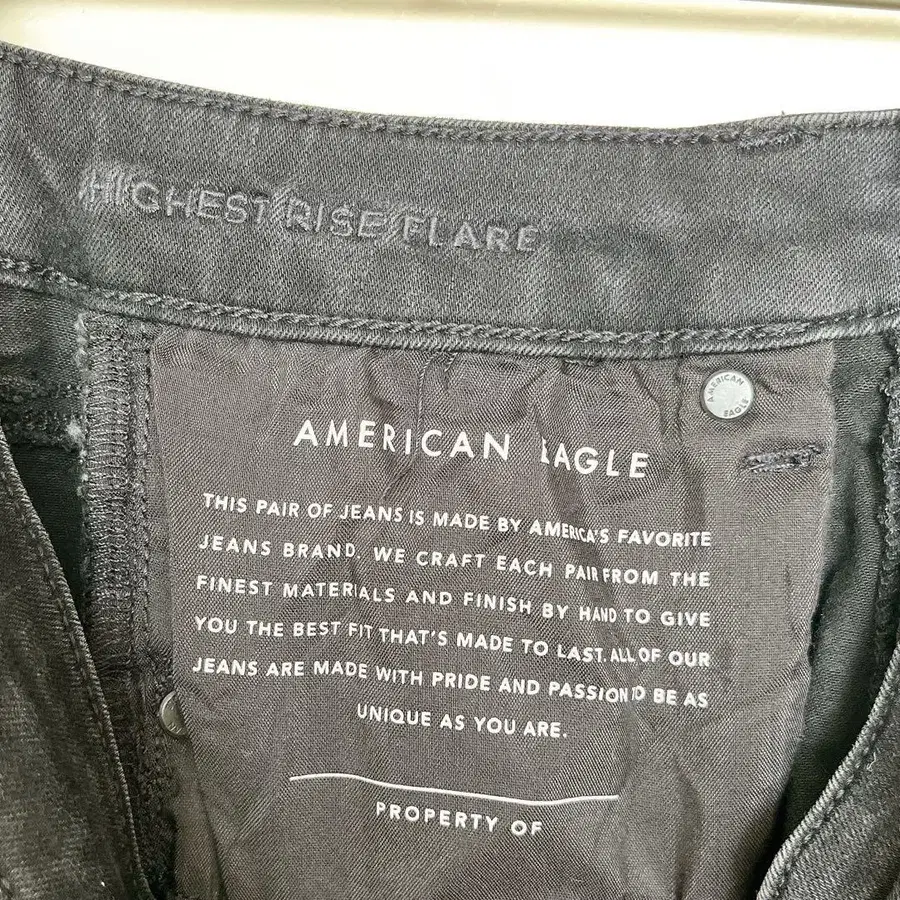 HIGHEST RISE FLARE
AMERICAN EAGLE
AMERICAN EAGLE
THIS PAIR OF JEANS IS MADE BY AMERICA'S FAVORITE
JEANS BRAND. WE CRAFT EACH PAIR FROM THE
FINEST MATERIALS AND FINISH BY HAND TO GIVE
YOU THE BEST FIT THAT'S MADE TO LAST. ALL OF OUR
JEANS ARE MADE WITH PRIDE AND PASSION TO BE AS
UNIQUE AS YOU ARE.
PROPERTY OF